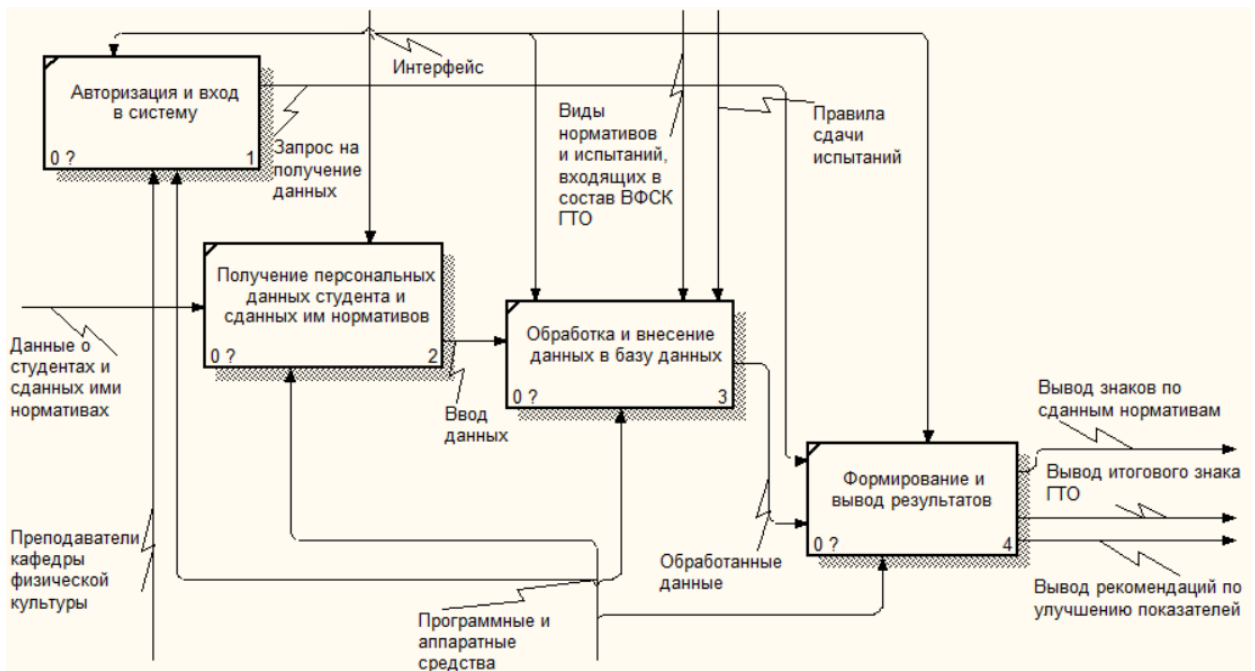 Авторизация и вход
в систему
0 ?
1
Интерфейс
Запрос на
получение
данных
Виды
нормативов
и испытаний,
входящих в
состав ВФСК
ГТО
Правила
сдачи
испытаний
Получение персональных
данных студента и
сданных им нормативов
0 ?
2
Данные о
студентах и
сданных ими
нормативах
Ввод
данных
Обработка и внесение
данных в базу данных
0 ?
3
Вывод знаков по
сданным нормативам
Формирование и
вывод результатов
0 ?
4
Вывод итогового знака
ГТО
Вывод рекомендаций по
улучшению показателей
Преподаватели
кафедры
физической
культуры
Обработанные
данные
Программные и
аппаратные
средства